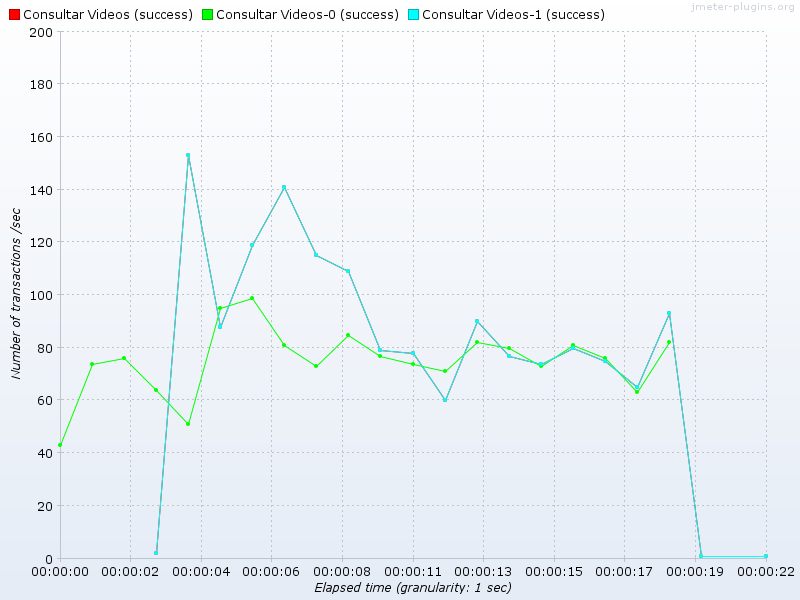 jmeter-plugins.org
Consultar Videos (success) Consultar Videos-0 (success) Consultar Videos-1 (success)
Number of transactions /sec
200
180
160
140
120
100
80
60
40
20
0
00:00:00 00:00:02 00:00:04 00:00:06 00:00:08 00:00:11 00:00:13 00:00:15 00:00:17 00:00:19 00:00:22
Elapsed time (granularity: 1 sec)